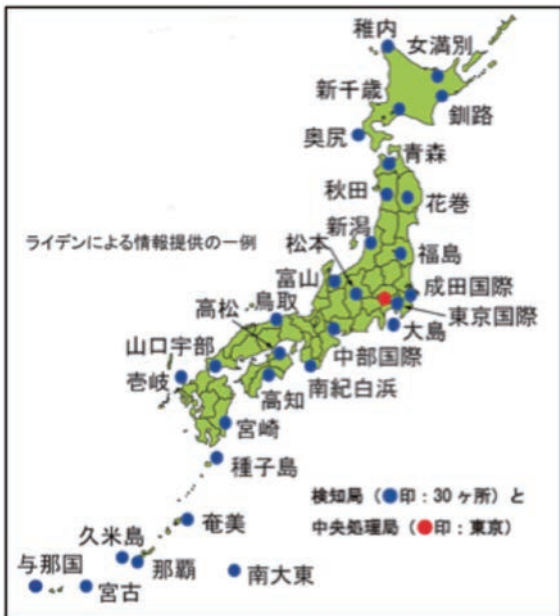 稚内
女満別
新千歳
釧路
奥尻
青森
秋田
花巻
新潟
ライデンによる情報提供の一例
松本
福島
富山
成田国際
高松
鳥取
東京国際
大島
山口宇部
中部国際
壱岐
高知
南紀白浜
宮崎
種子島
検知局（●印：30ヶ所）と
中央処理局（●印：東京）
奄美
久米島
与那国
那覇
南大東
宮古